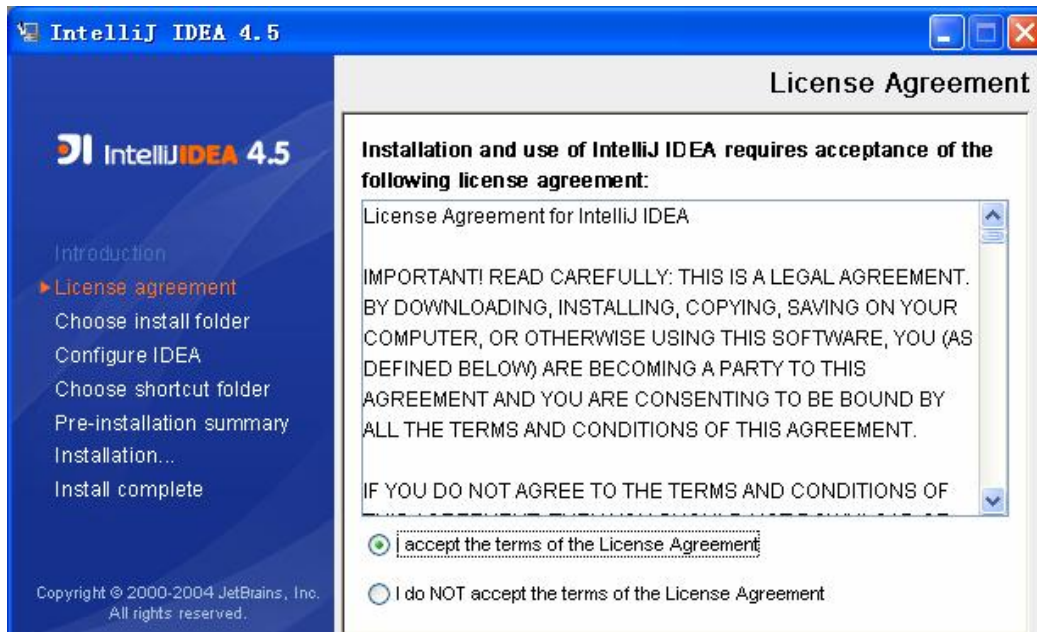 IntelliJ IDEA 4.5
License Agreement
IntelliJ IDEA 4.5
Introduction
License agreement
Choose install folder
Configure IDEA
Choose shortcut folder
Pre-installation summary
Installation...
Install complete
Copyright © 2000-2004 JetBrains, Inc.
All rights reserved.
Installation and use of IntelliJ IDEA requires acceptance of the
following license agreement:
License Agreement for IntelliJ IDEA
IMPORTANT! READ CAREFULLY: THIS IS A LEGAL AGREEMENT.
BY DOWNLOADING, INSTALLING, COPYING, SAVING ON YOUR
COMPUTER, OR OTHERWISE USING THIS SOFTWARE, YOU (AS
DEFINED BELOW) ARE BECOMING A PARTY TO THIS
AGREEMENT AND YOU ARE CONSENTING TO BE BOUND BY
ALL THE TERMS AND CONDITIONS OF THIS AGREEMENT.
IF YOU DO NOT AGREE TO THE TERMS AND CONDITIONS OF
I accept the terms of the License Agreement
I do NOT accept the terms of the License Agreement